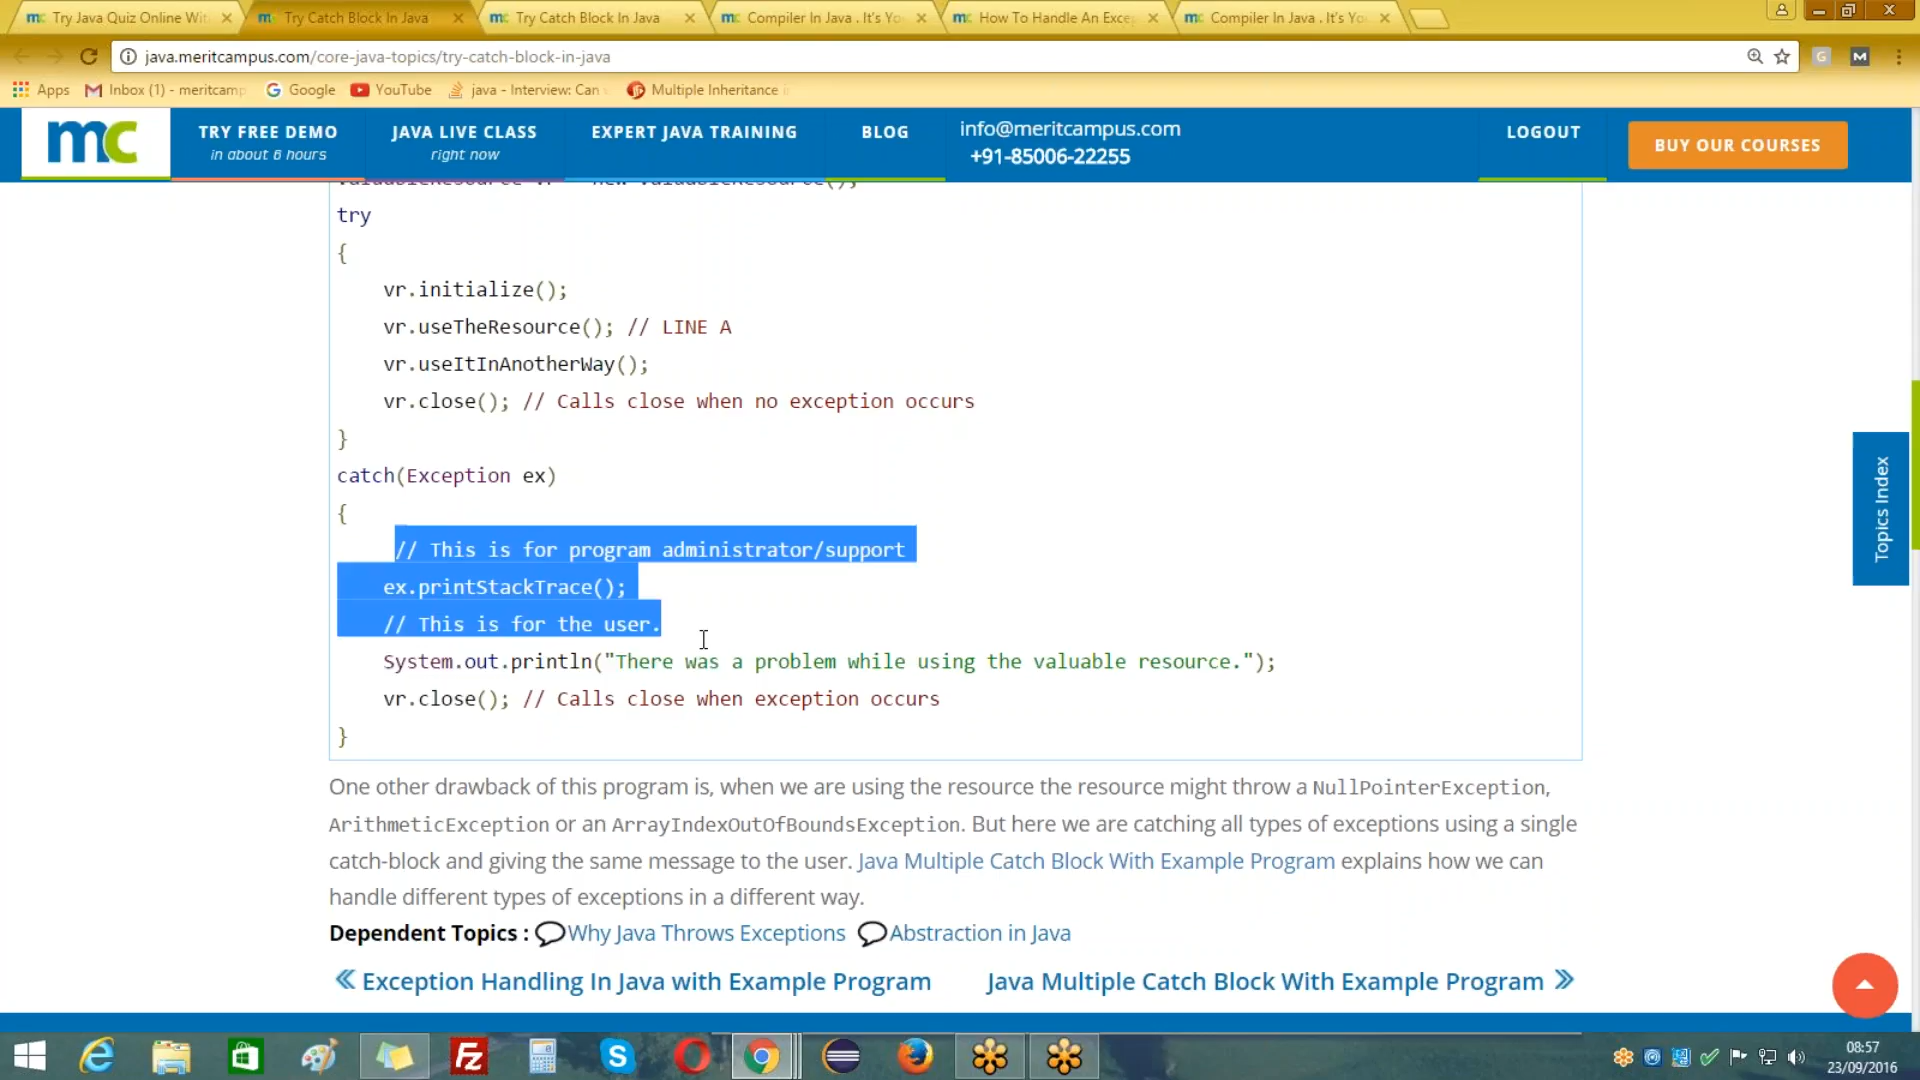 Try Java Quiz Online Wit
Try Catch Block In Java
Try Catch Block In Java
Compiler In Java . It's Yo
How To Handle An Exce
Compiler In Java . It's Yo
java.meritcampus.com/core-java-topics/try-catch-block-in-java
Apps
Inbox (1) - meritcamp
Google
YouTube
java - Interview: Can
Multiple Inheritance i
mc
TRY FREE DEMO
in about 6 hours
JAVA LIVE CLASS
right now
EXPERT JAVA TRAINING
BLOG
info@meritcampus.com
+91-85006-22255
LOGOUT
BUY OUR COURSES
try
{
vr.initialize();
vr.useTheResource(); // LINE A
vr.useItInAnotherWay();
vr.close(); // Calls close when no exception occurs
}
catch(Exception ex)
{
// This is for program administrator/support
ex.printStackTrace();
// This is for the user.
System.out.println("There was a problem while using the valuable resource.");
vr.close(); // Calls close when exception occurs
}
Topics Index
One other drawback of this program is, when we are using the resource the resource might throw a NullPointerException,
ArithmeticException or an ArrayIndexOutOfBoundsException. But here we are catching all types of exceptions using a single
catch-block and giving the same message to the user. Java Multiple Catch Block With Example Program explains how we can
handle different types of exceptions in a different way.
Dependent Topics : Why Java Throws Exceptions Abstraction in Java
« Exception Handling In Java with Example Program
Java Multiple Catch Block With Example Program »
08:57
23/09/2016